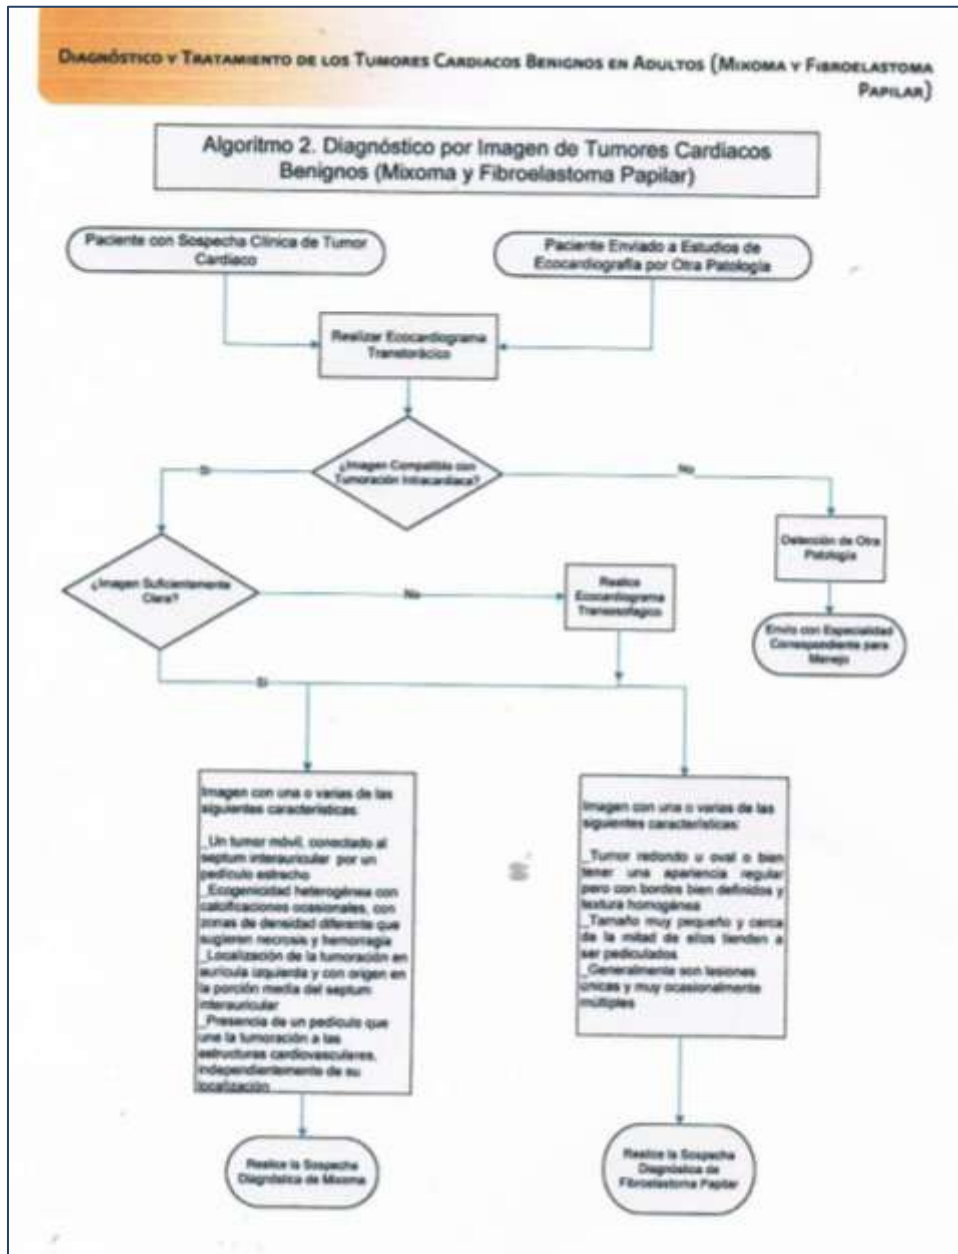 DIAGNÓSTICO Y TRATAMIENTO DE LOS TUMORES CARDIACOS BENIGNOS EN ADULTOS (MIXOMA Y FIBROELASTOMA
PAPILAR)
Algoritmo 2. Diagnóstico por Imagen de Tumores Cardiacos
Benignos (Mixoma y Fibroelastoma Papilar)
Paciente con Sospecha Clínica de Tumor
Cardiaco
Paciente Enviado a Estudios de
Ecocardiografía por Otra Patología
Realizar Ecocardiograma
Transtorácico
¿Imagen Compatible con
Tumoración Intracardiaca?
Si
No
Detección de Otra
Patología
Envío con Especialidad
Correspondiente para
Manejo
¿Imagen Suficientemente
Clara?
No
Realice
Ecocardiograma
Transesofágico
Si
Imagen con una o varias de las
siguientes características:
_Un tumor móvil, conectado al
septum interauricular por un
pedículo estrecho
_Ecogenicidad heterogénea con
calcificaciones ocasionales, con
zonas de densidad diferente que
sugieren necrosis y hemorragia
_Localización de la tumoración en
aurícula izquierda y con origen en
la porción media del septum
interauricular
_Presencia de un pedículo que
une la tumoración a las
estructuras cardiovasculares,
independientemente de su
localización
Imagen con una o varias de las
siguientes características:
_Tumor redondo u oval o bien
tener una apariencia regular
pero con bordes bien definidos y
textura homogénea
_Tamaño muy pequeño y cerca
de la mitad de ellos tienden a
ser pediculados
_Generalmente son lesiones
únicas y muy ocasionalmente
múltiples
Realice la Sospecha
Diagnóstica de Mixoma
Realice la Sospecha
Diagnóstica de
Fibroelastoma Papilar